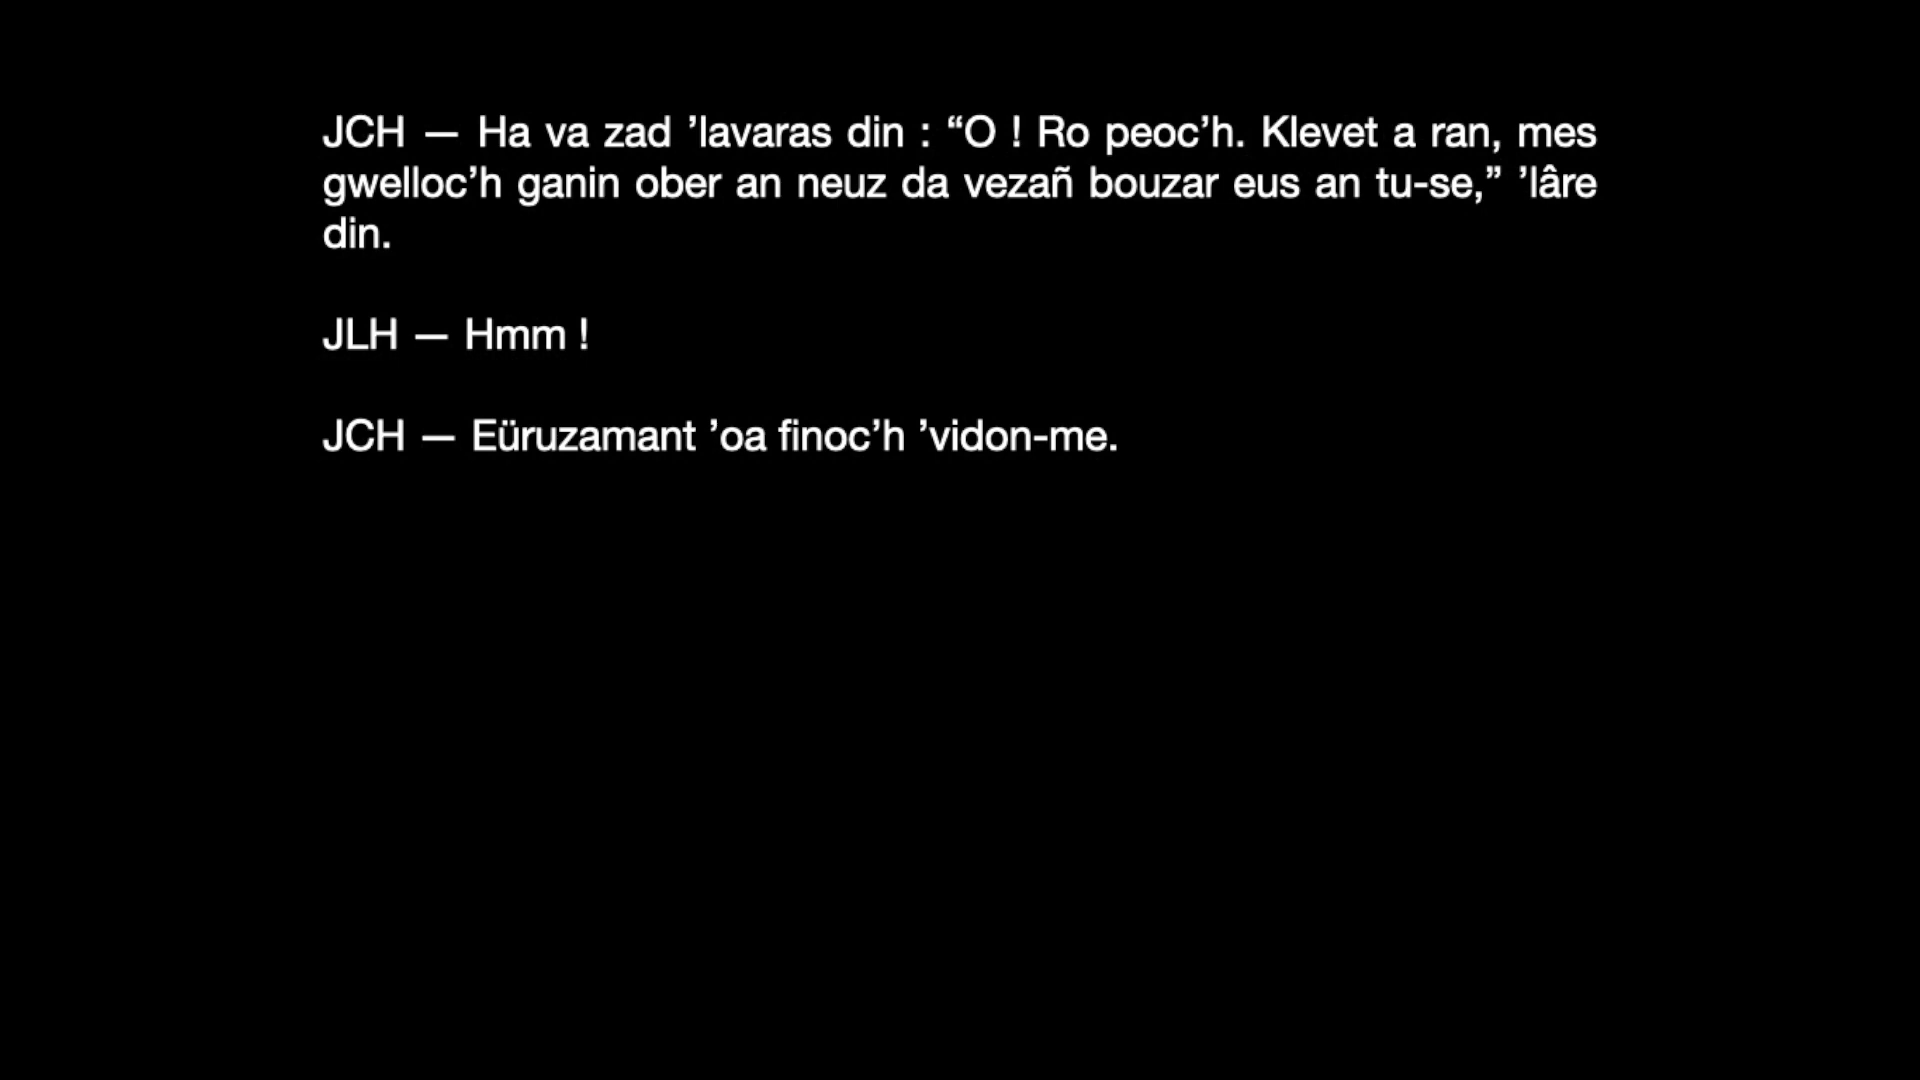 JCH — Ha va zad ’lavaras din : “O ! Ro peoc’h. Klevet a ran, mes
gwelloc’h ganin ober an neuz da vezañ bouzar eus an tu-se,” ’lâre
din.
JLH — Hmm !
JCH — Eüruzamant ’oa finoc’h ’vidon-me.